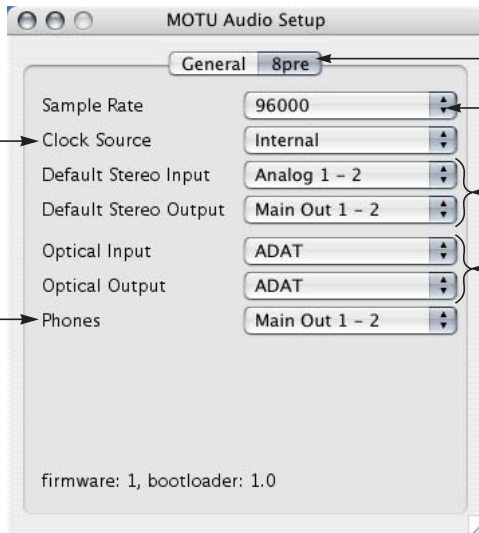 MOTU Audio Setup
General 8pre
Sample Rate 96000
Clock Source Internal
Default Stereo Input Analog 1 – 2
Default Stereo Output Main Out 1 – 2
Optical Input ADAT
Optical Output ADAT
Phones Main Out 1 – 2
firmware: 1, bootloader: 1.0